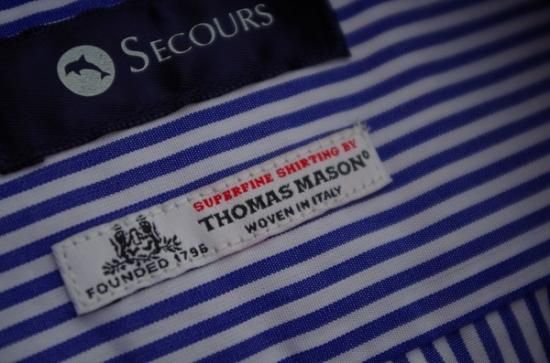 SECOURS
SUPERFINE SHIRTING BY
THOMAS MASON®
WOVEN IN ITALY
FOUNDED 1796